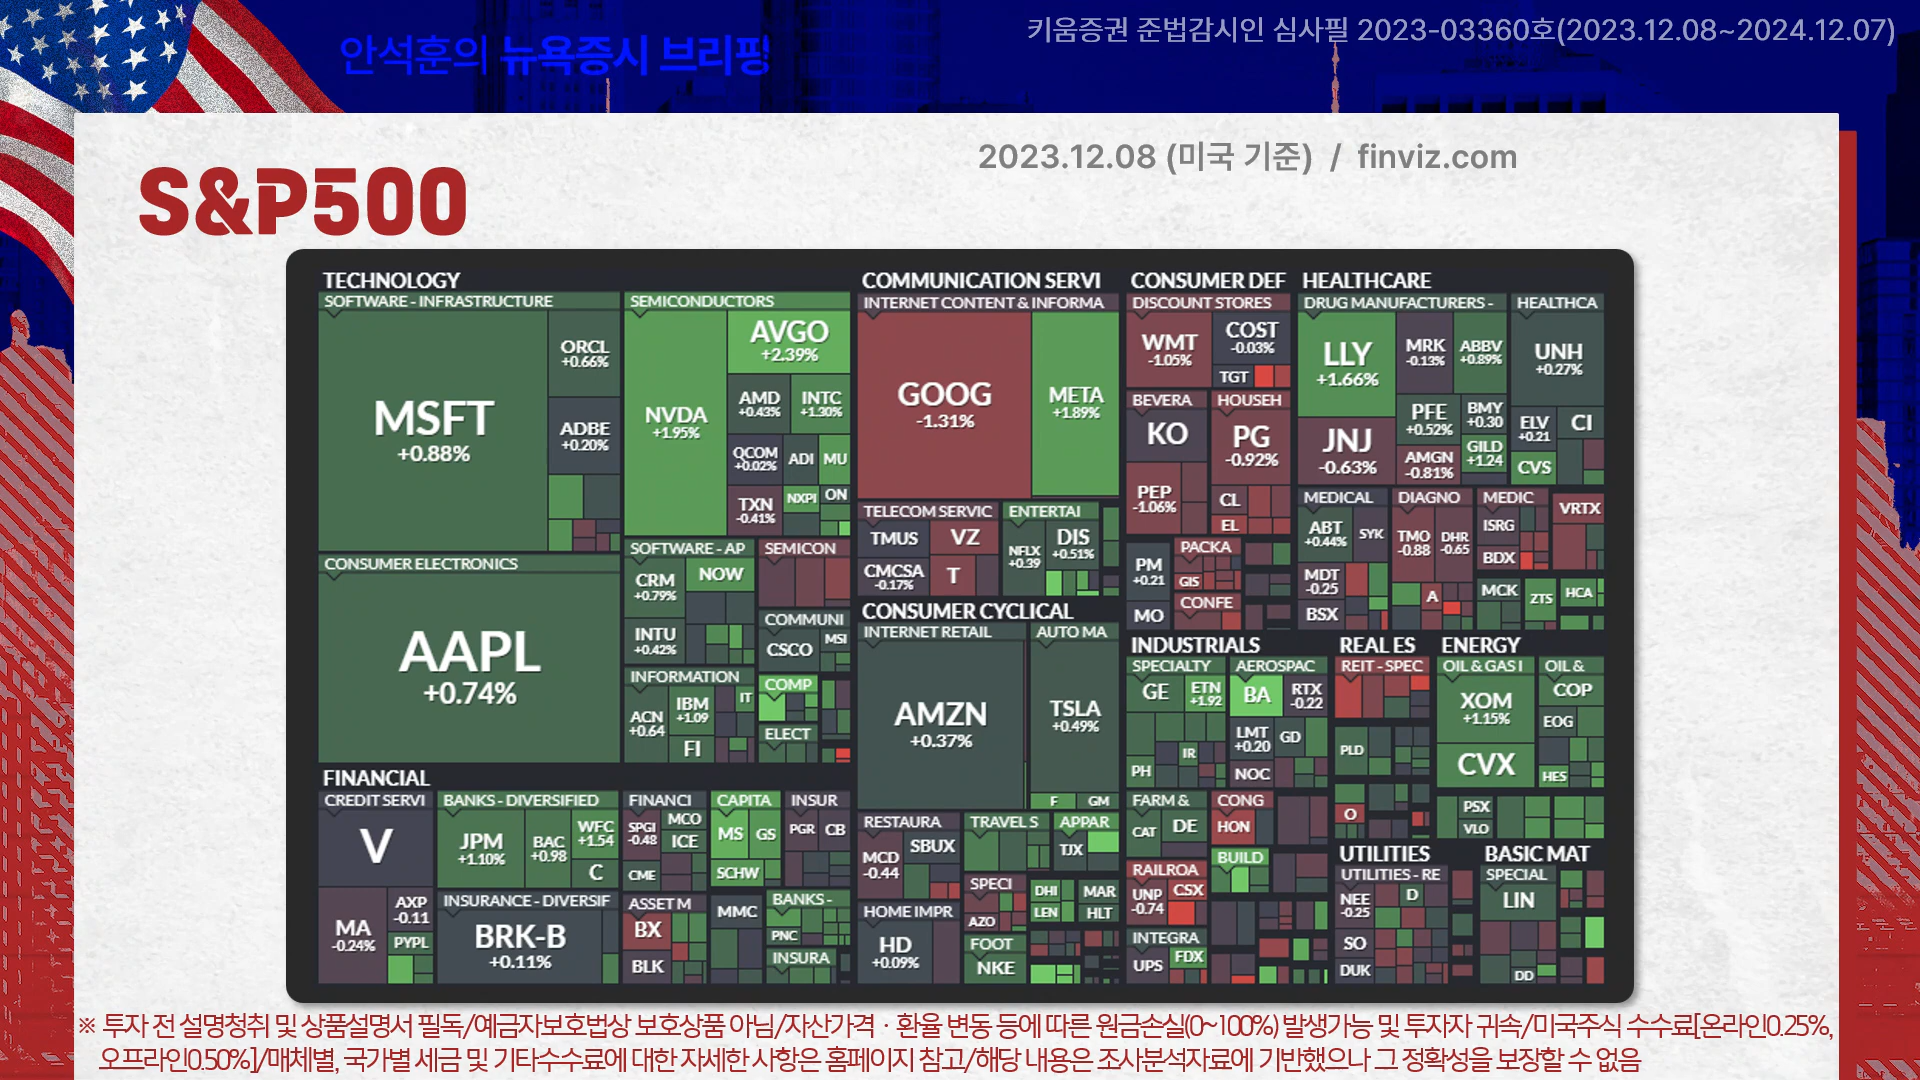 키움증권 준법감시인 심사필 2023-03360호(2023.12.08~2024.12.07)
안석훈의 뉴욕증시 브리핑
2023.12.08 (미국 기준) / finviz.com
S&P500
TECHNOLOGY
SOFTWARE - INFRASTRUCTURE
MSFT
+0.88%
ORCL
+0.66%
ADBE
+0.20%
SEMICONDUCTORS
NVDA
+1.95%
AVGO
+2.39%
AMD
+0.43%
INTC
+1.30%
QCOM
+0.02%
ADI
MU
TXN
-0.41%
NXPI
ON
CONSUMER ELECTRONICS
AAPL
+0.74%
SOFTWARE - AP
CRM
+0.79%
NOW
INTU
+0.42%
SEMICON
COMMUNI
CSCO
MSI
INFORMATION
ACN
+0.64
IBM
+1.09
IT
FI
COMP
ELECT
COMMUNICATION SERVI
INTERNET CONTENT & INFORMA
GOOG
-1.31%
META
+1.89%
TELECOM SERVIC
TMUS
VZ
CMCSA
-0.17%
T
ENTERTAI
NFLX
+0.39
DIS
+0.51%
CONSUMER CYCLICAL
INTERNET RETAIL
AMZN
+0.37%
AUTO MA
TSLA
+0.49%
F
GM
RESTAURA
MCD
-0.44
SBUX
TRAVEL S
APPAR
TJX
SPECI
AZO
DHI
LEN
MAR
HLT
HOME IMPR
HD
+0.09%
FOOT
NKE
CONSUMER DEF
DISCOUNT STORES
WMT
-1.05%
COST
-0.03%
TGT
BEVERA
KO
PEP
-1.06%
HOUSEH
PG
-0.92%
CL
EL
PM
+0.21
MO
PACKA
GIS
CONFE
HEALTHCARE
DRUG MANUFACTURERS -
LLY
+1.66%
JNJ
-0.63%
MRK
-0.13%
ABBV
+0.89%
PFE
+0.52%
BMY
+0.30
AMGN
-0.81%
GILD
+1.24
HEALTHCA
UNH
+0.27%
ELV
+0.21
CI
CVS
MEDICAL
ABT
+0.44%
SYK
MDT
-0.25
BSX
DIAGNO
TMO
-0.88
DHR
-0.65
A
MEDIC
ISRG
BDX
VRTX
MCK
ZTS
HCA
INDUSTRIALS
SPECIALTY
GE
ETN
+1.92
IR
PH
AEROSPAC
BA
RTX
-0.22
LMT
+0.20
GD
NOC
FARM &
CAT
DE
CONG
HON
BUILD
RAILROA
UNP
-0.74
CSX
INTEGRA
UPS
FDX
REAL ES
REIT - SPEC
PLD
O
ENERGY
OIL & GAS I
XOM
+1.15%
CVX
OIL &
COP
EOG
HES
PSX
VLO
UTILITIES
UTILITIES - RE
NEE
-0.25
D
SO
DUK
BASIC MAT
SPECIAL
LIN
DD
FINANCIAL
CREDIT SERVI
V
MA
-0.24%
AXP
-0.11
PYPL
BANKS - DIVERSIFIED
JPM
+1.10%
BAC
+0.98
WFC
+1.54
C
INSURANCE - DIVERSIF
BRK-B
+0.11%
FINANCI
SPGI
-0.48
MCO
ICE
CME
CAPITA
MS
GS
SCHW
INSUR
PGR
CB
ASSET M
BX
BLK
MMC
BANKS -
PNC
INSURA
※ 투자 전 설명청취 및 상품설명서 필독/예금자보호법상 보호상품 아님/자산가격 · 환율 변동 등에 따른 원금손실(0~100%) 발생가능 및 투자자 귀속/미국주식 수수료[온라인0.25%,
오프라인0.50%]/매체별, 국가별 세금 및 기타수수료에 대한 자세한 사항은 홈페이지 참고/해당 내용은 조사분석자료에 기반했으나 그 정확성을 보장할 수 없음